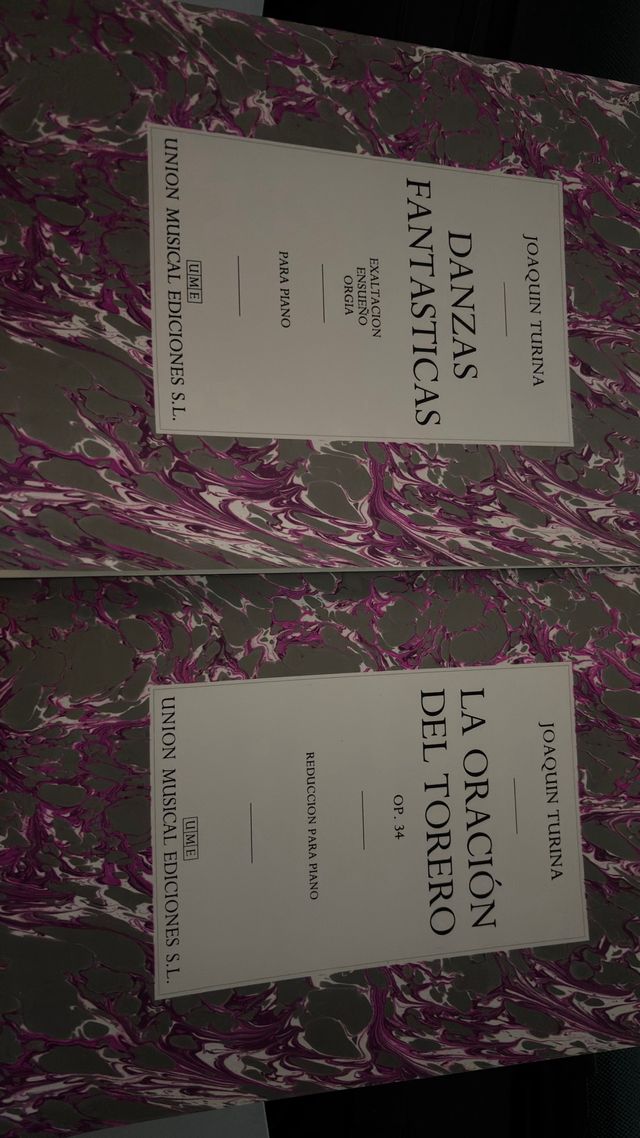 JOAQUIN TURINA
DANZAS
FANTASTICAS
EXALTACION
ENSUEÑO
ORGIA
PARA PIANO
UME
UNION MUSICAL EDICIONES S.L.
JOAQUIN TURINA
LA ORACIÓN
DEL TORERO
OP. 34
REDUCCION PARA PIANO
UME
UNION MUSICAL EDICIONES S.L.